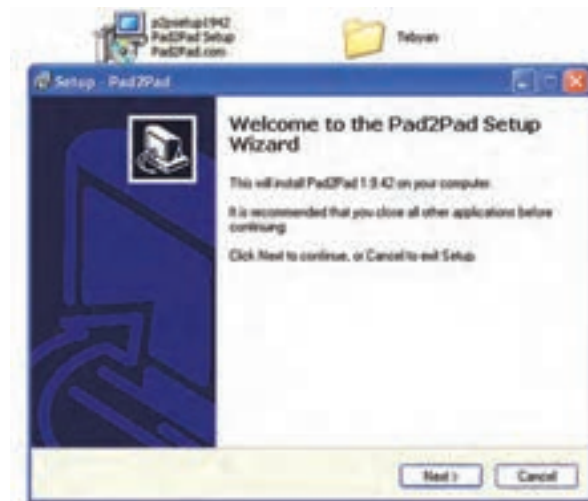 p2psetup1942
Pad2Pad Setup
Pad2Pad.com
Tebyan
Setup - Pad2Pad
Welcome to the Pad2Pad Setup
Wizard
This will install Pad2Pad 1.9.42 on your computer.
It is recommended that you close all other applications before
continuing.
Click Next to continue, or Cancel to exit Setup.
Next >
Cancel